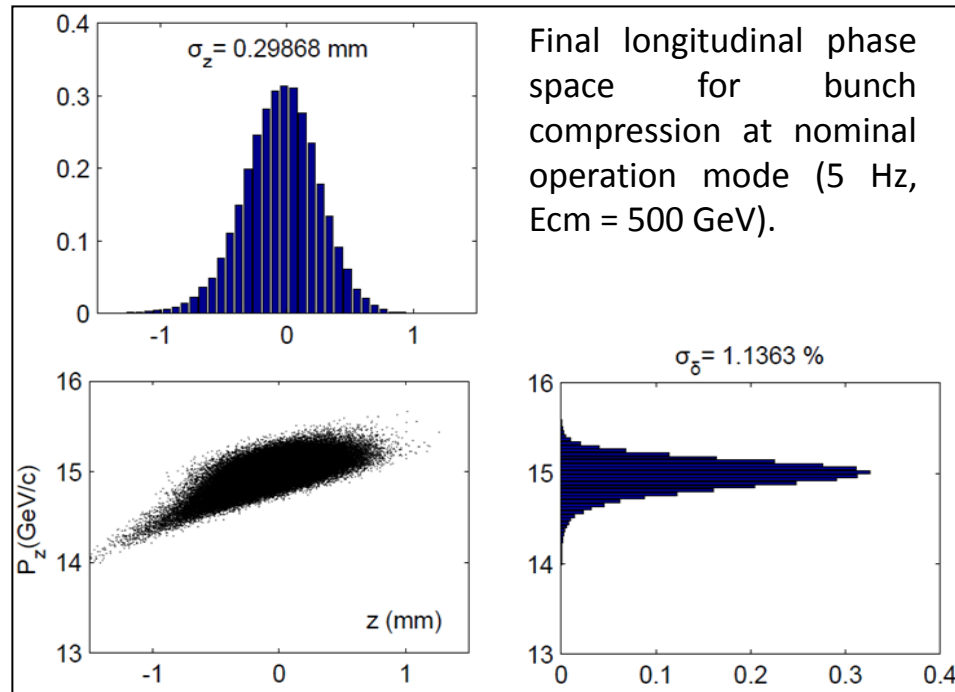 σz= 0.29868 mm
0.4
0.3
0.2
0.1
0
-1 0 1
Final longitudinal phase
space for bunch
compression at nominal
operation mode (5 Hz,
Ecm = 500 GeV).
16
15
14
13
Pz(GeV/c)
z (mm)
-1 0 1
σδ= 1.1363 %
16
15
14
13
0 0.1 0.2 0.3 0.4